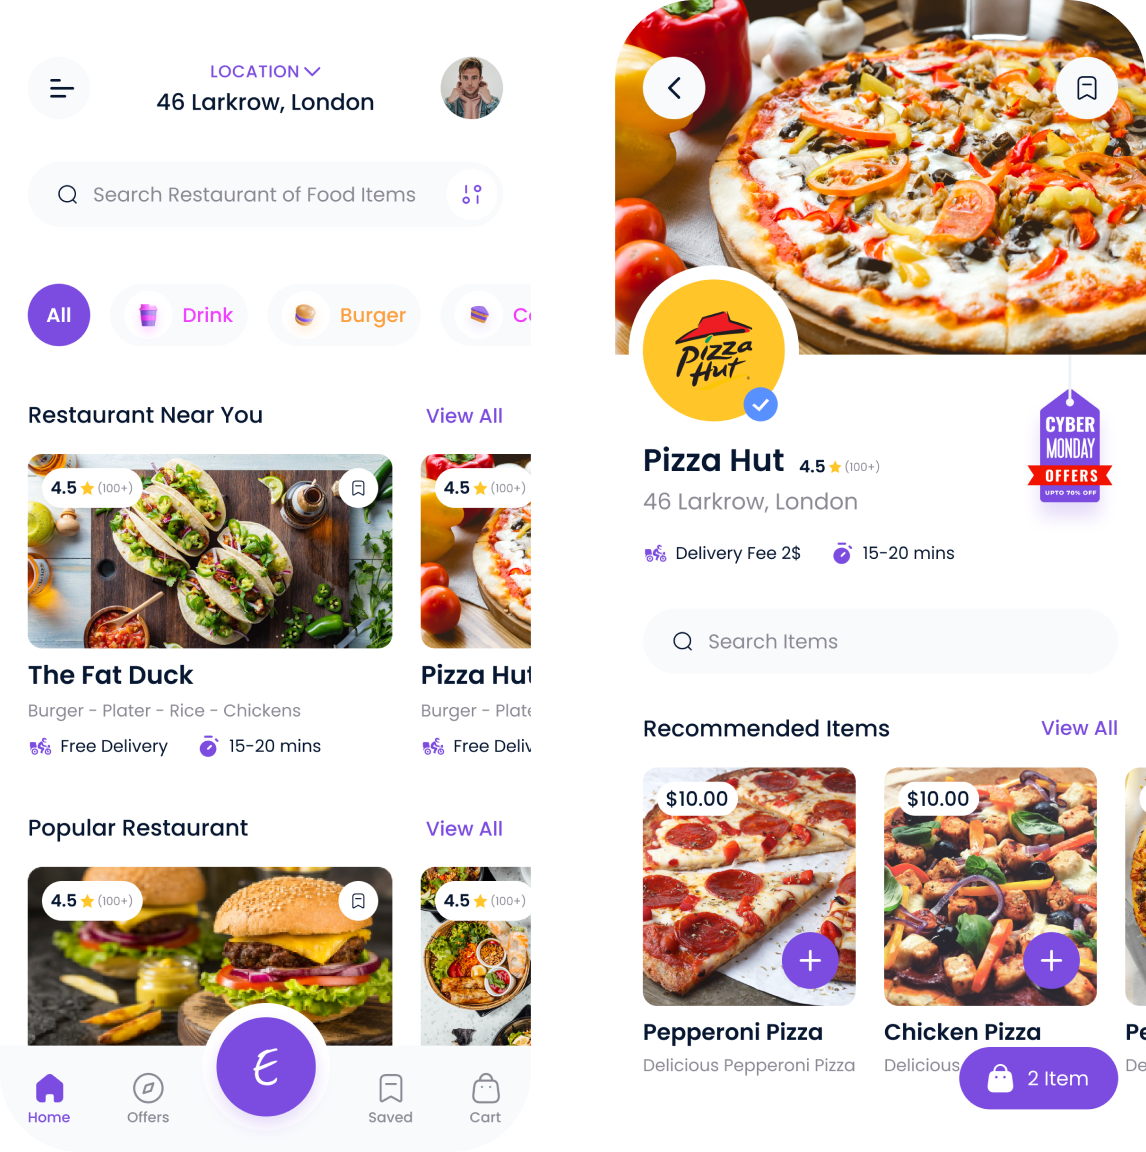 LOCATION
46 Larkrow, London
Search Restaurant of Food Items
All
Drink
Burger
Restaurant Near You
View All
4.5 (100+)
4.5 (100+)
The Fat Duck
Pizza Hut
Burger - Plater - Rice - Chickens
Burger - Plate
Free Delivery
15-20 mins
Free Deliv
Popular Restaurant
View All
4.5 (100+)
4.5 (100+)
E
Home
Offers
Saved
Cart
Pizza Hut
CYBER
MONDAY
OFFERS
UPTO 70% OFF
Pizza Hut 4.5 (100+)
46 Larkrow, London
Delivery Fee 2$
15-20 mins
Search Items
Recommended Items
View All
$10.00
$10.00
Pepperoni Pizza
Chicken Pizza
Pe
Delicious Pepperoni Pizza
Delicious
De
2 Item